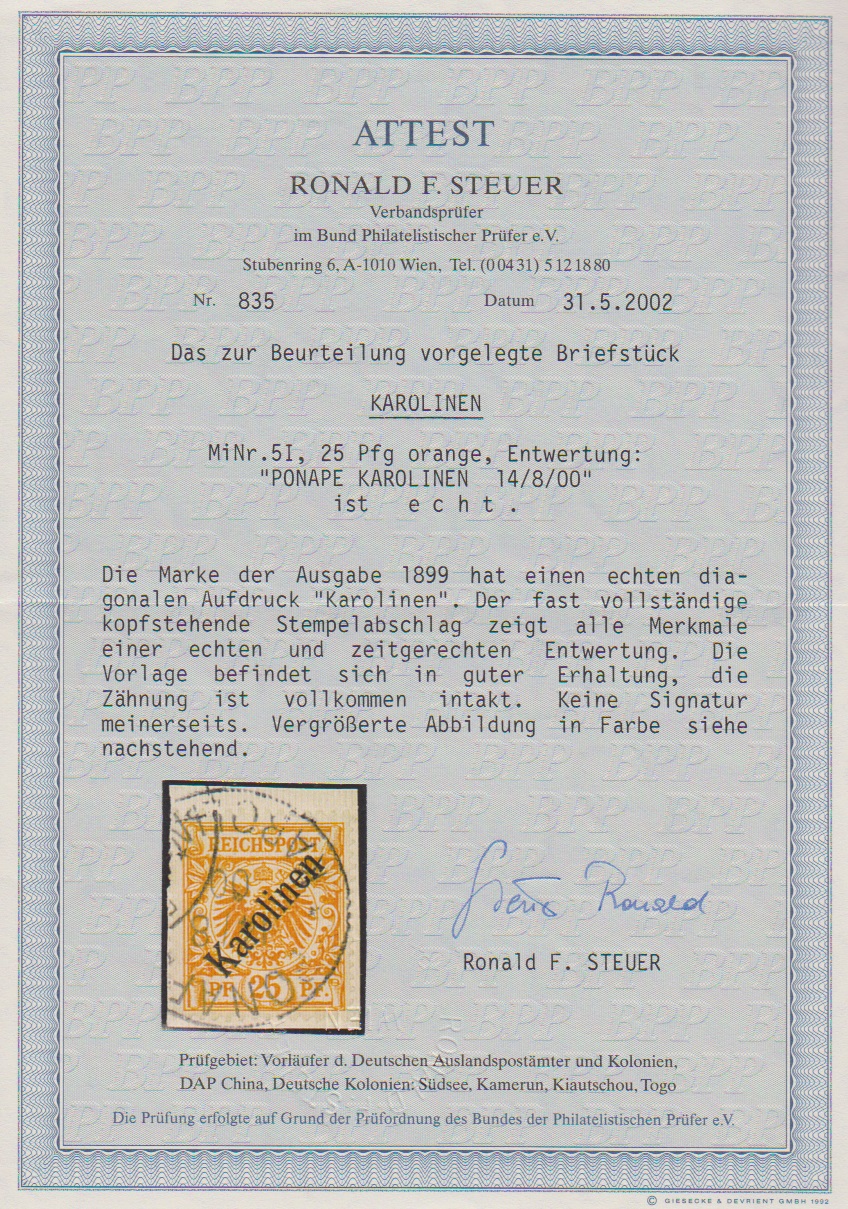 ATTEST
RONALD F. STEUER
Verbandsprüfer
im Bund Philatelistischer Prüfer e.V.
Stubenring 6, A-1010 Wien, Tel. (00431) 5121880
Nr. 835 Datum 31.5.2002
Das zur Beurteilung vorgelegte Briefstück
KAROLINEN
MiNr.5I, 25 Pfg orange, Entwertung:
"PONAPE KAROLINEN 14/8/00"
ist e c h t .
Die Marke der Ausgabe 1899 hat einen echten dia-
gonalen Aufdruck "Karolinen". Der fast vollständige
kopfstehende Stempelabschlag zeigt alle Merkmale
einer echten und zeitgerechten Entwertung. Die
Vorlage befindet sich in guter Erhaltung, die
Zähnung ist vollkommen intakt. Keine Signatur
meinerseits. Vergrößerte Abbildung in Farbe siehe
nachstehend.
REICHSPOST
Karolinen
PF 25 PF
Steuer Ronald
Ronald F. STEUER
Prüfgebiet: Vorläufer d. Deutschen Auslandspostämter und Kolonien,
DAP China, Deutsche Kolonien: Südsee, Kamerun, Kiautschou, Togo
Die Prüfung erfolgte auf Grund der Prüfordnung des Bundes der Philatelistischen Prüfer e.V.
© GIESECKE & DEVRIENT GMBH 1992